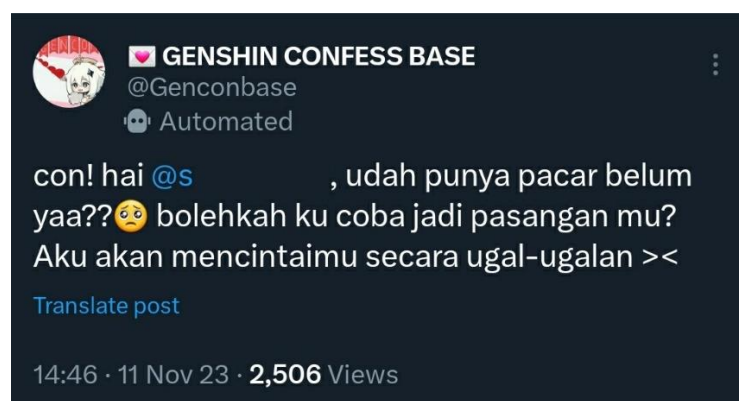 💌 GENSHIN CONFESS BASE
@Genconbase
Automated
con! hai @s , udah punya pacar belum
yaa??🥺 bolehkah ku coba jadi pasangan mu?
Aku akan mencintaimu secara ugal-ugalan ><
Translate post
14:46 · 11 Nov 23 · 2,506 Views